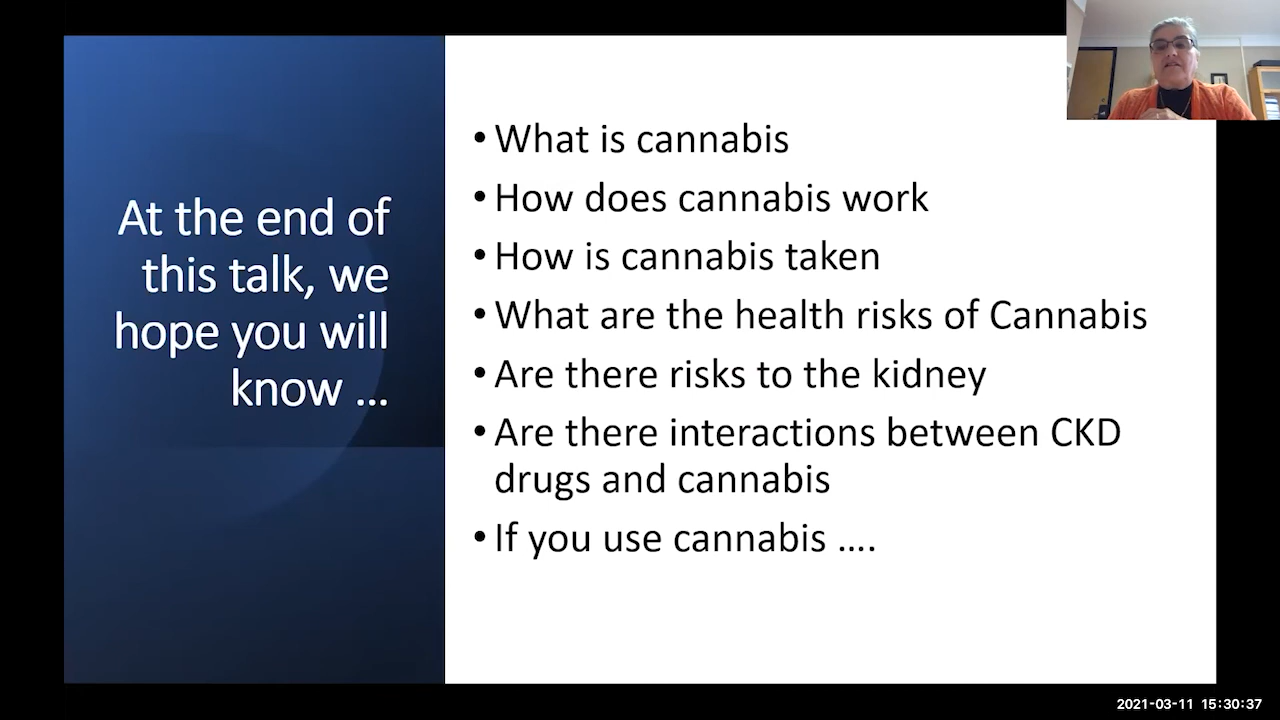 At the end of
this talk, we
hope you will
know ...
• What is cannabis
• How does cannabis work
• How is cannabis taken
• What are the health risks of Cannabis
• Are there risks to the kidney
• Are there interactions between CKD
drugs and cannabis
• If you use cannabis ....
2021-03-11 15:30:37